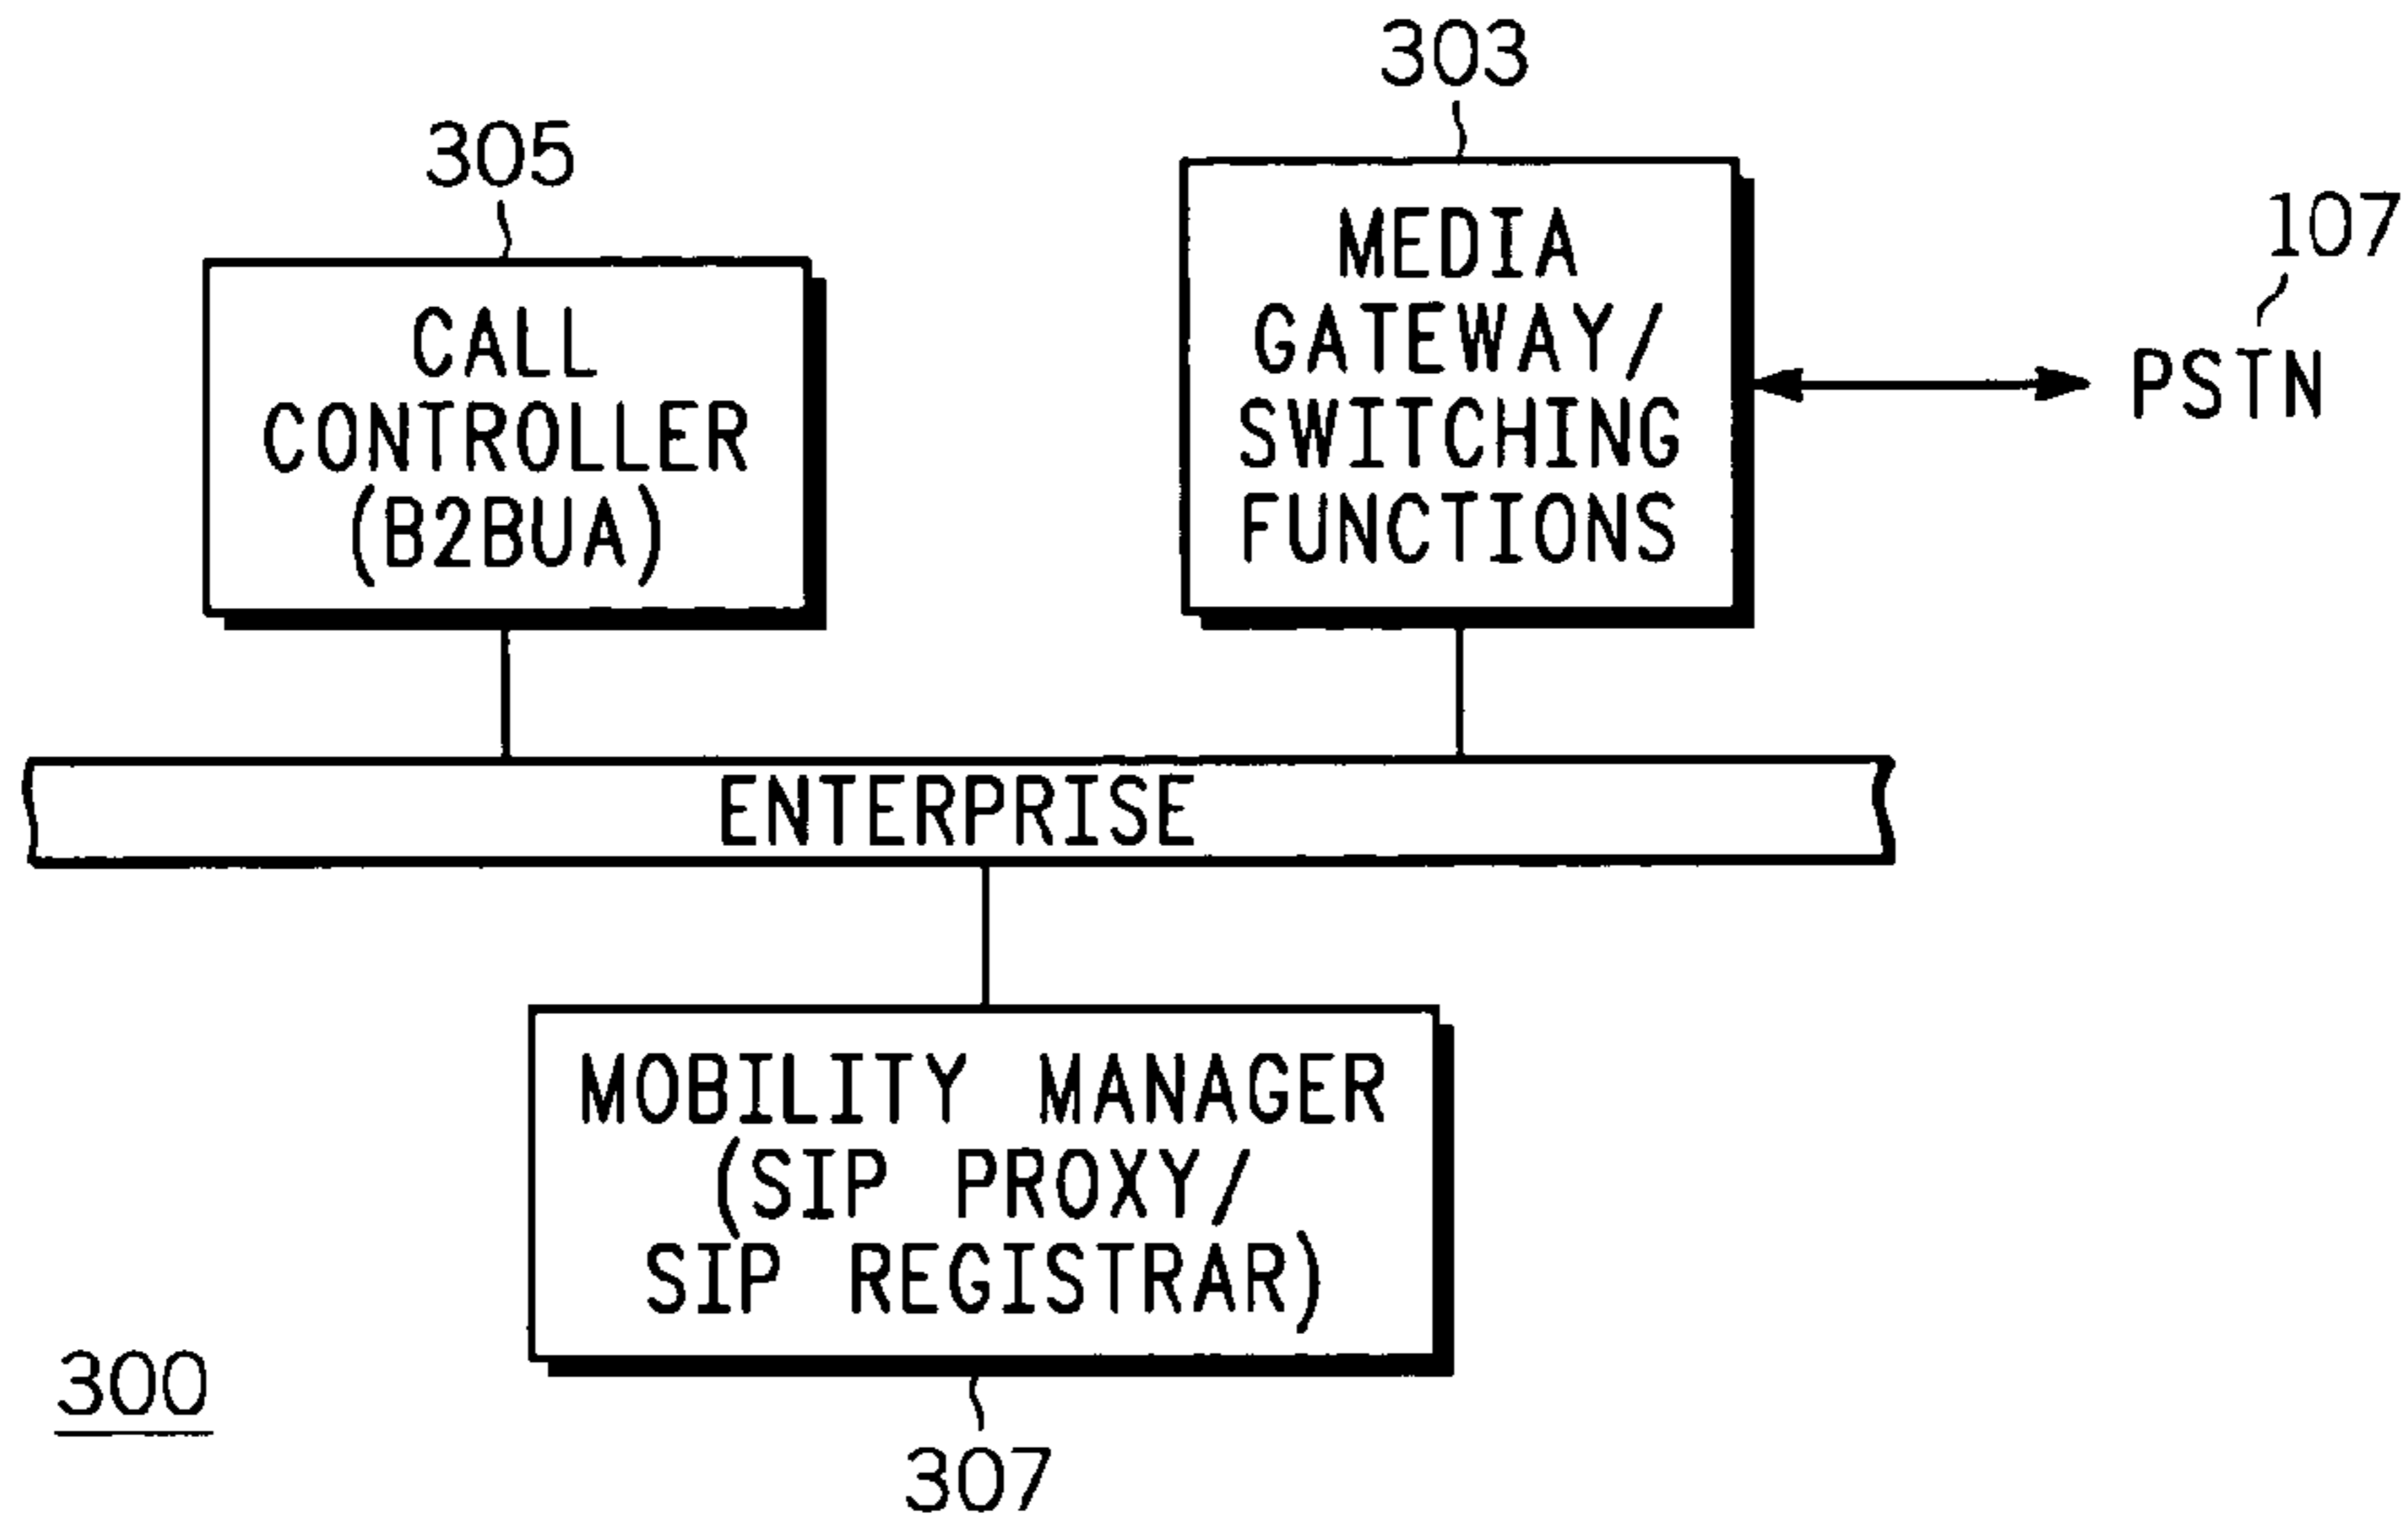 303
305
107
MEDIA
GATEWAY/
SWITCHING
FUNCTIONS
CALL
CONTROLLER
(B2BUA)
PSTN
ENTERPRISE
MOBILITY MANAGER
(SIP PROXY/
SIP REGISTRAR)
300
307